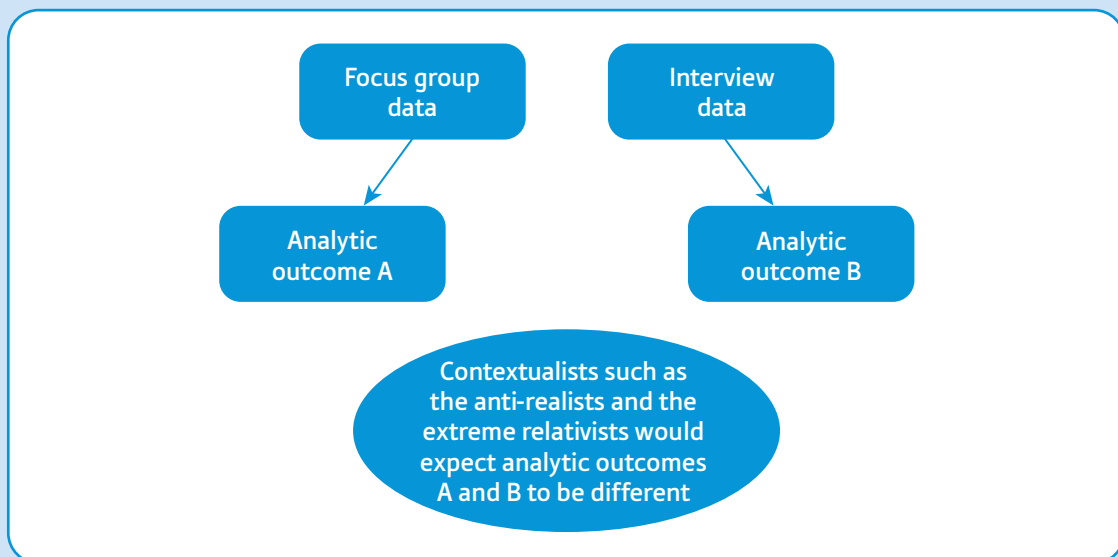 Focus group
data
Interview
data
Analytic
outcome A
Analytic
outcome B
Contextualists such as
the anti-realists and the
extreme relativists would
expect analytic outcomes
A and B to be different